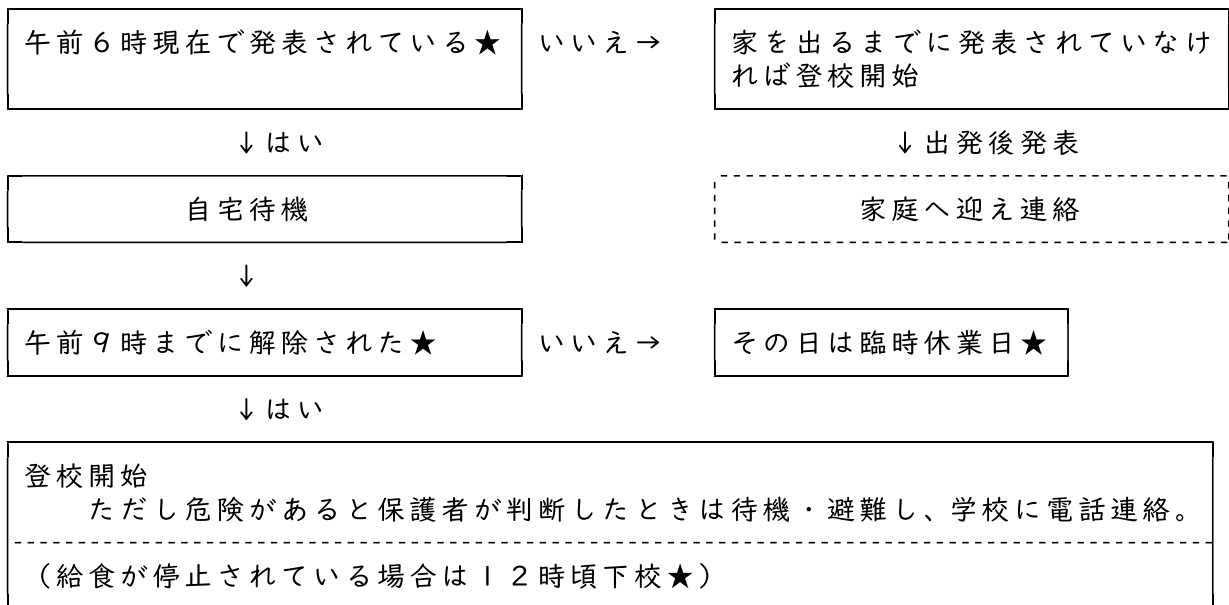 午前６時現在で発表されている★
いいえ→
家を出るまでに発表されていなけ
れば登校開始
↓はい
↓出発後発表
自宅待機
家庭へ迎え連絡
↓
午前９時までに解除された★
いいえ→
その日は臨時休業日★
↓はい
登校開始
ただし危険があると保護者が判断したときは待機・避難し、学校に電話連絡。
（給食が停止されている場合は１２時頃下校★）